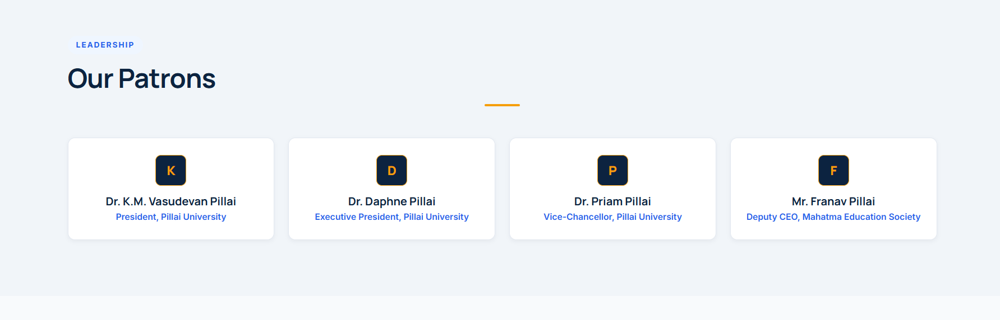 LEADERSHIP
Our Patrons
K
Dr. K.M. Vasudevan Pillai
President, Pillai University
D
Dr. Daphne Pillai
Executive President, Pillai University
P
Dr. Priam Pillai
Vice-Chancellor, Pillai University
F
Mr. Franav Pillai
Deputy CEO, Mahatma Education Society